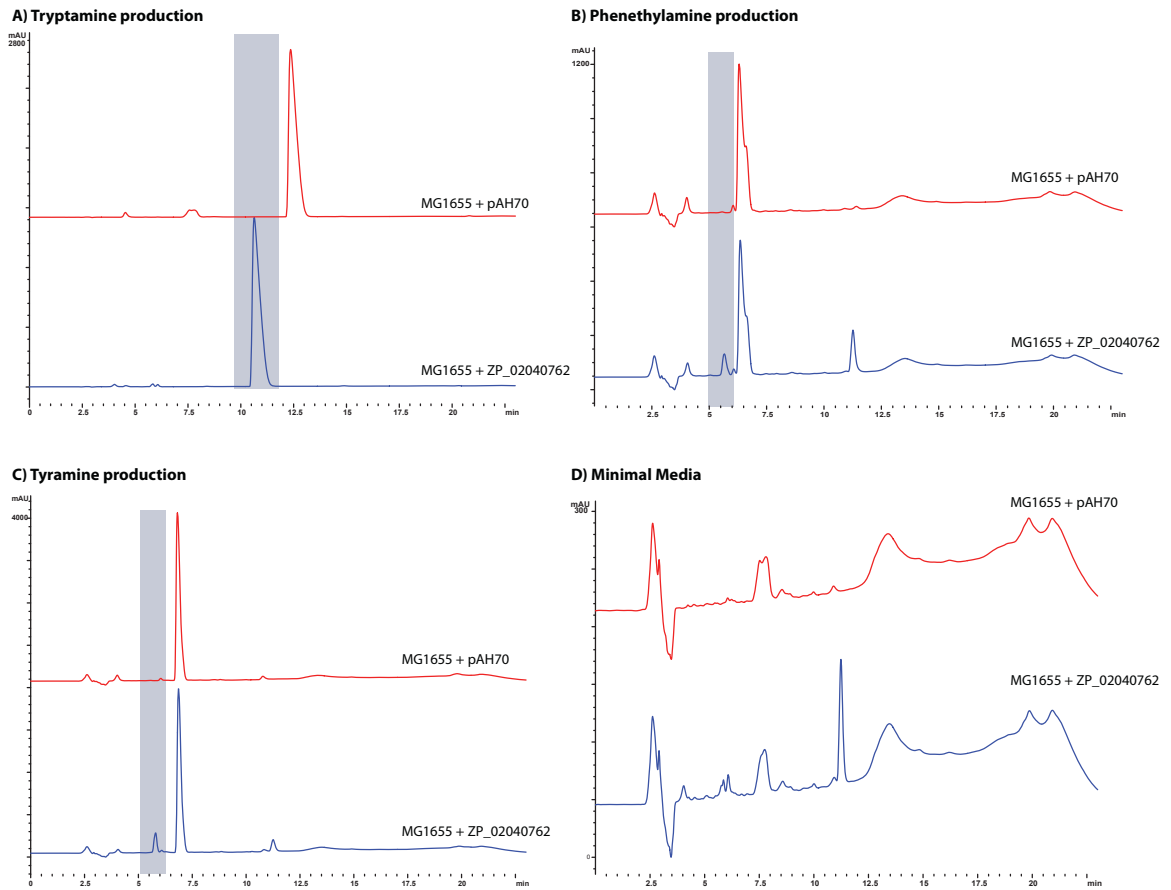 A) Tryptamine production
mAU
2800
MG1655 + pAH70
MG1655 + ZP_02040762
0 2.5 5 7.5 10 12.5 15 17.5 20 min
B) Phenethylamine production
mAU
1200
MG1655 + pAH70
MG1655 + ZP_02040762
2.5 5 7.5 10 12.5 15 17.5 20 min
C) Tyramine production
mAU
4000
MG1655 + pAH70
MG1655 + ZP_02040762
0 2.5 5 7.5 10 12.5 15 17.5 20 min
D) Minimal Media
mAU
300
MG1655 + pAH70
MG1655 + ZP_02040762
0
2.5 5 7.5 10 12.5 15 17.5 20 min